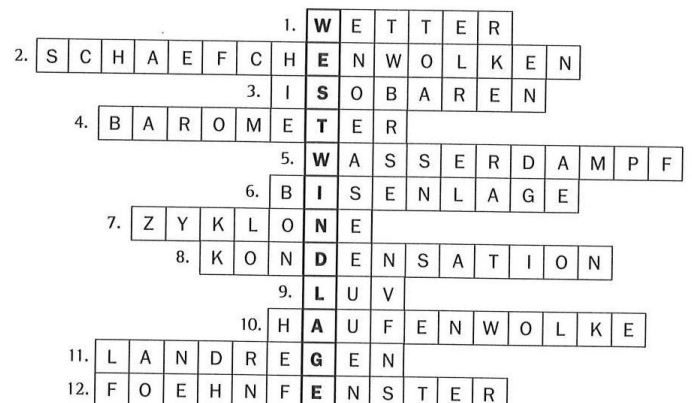 1. WETTER
2. SCHAEFCHENWOLKEN
3. ISOBAREN
4. BAROMETER
5. WASSERDAMPF
6. BISENLAGE
7. ZYKLONE
8. KONDENSATION
9. LUV
10. HAUFENWOLKE
11. LANDREGEN
12. FOEHNFENSTER